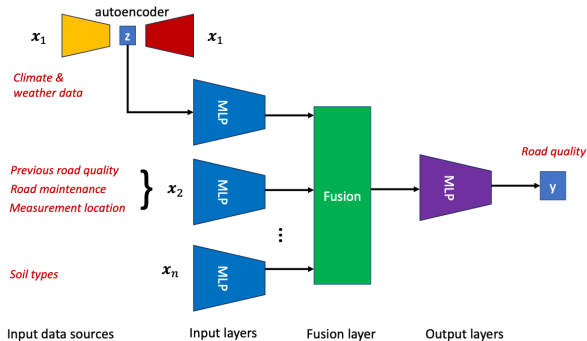 autoencoder
x₁ z x₁
Climate &
weather data
MLP
Previous road quality
Road maintenance
Measurement location
} x₂
MLP
Fusion
MLP
Road quality
y
⋮
Soil types
xₙ
MLP
Input data sources
Input layers
Fusion layer
Output layers